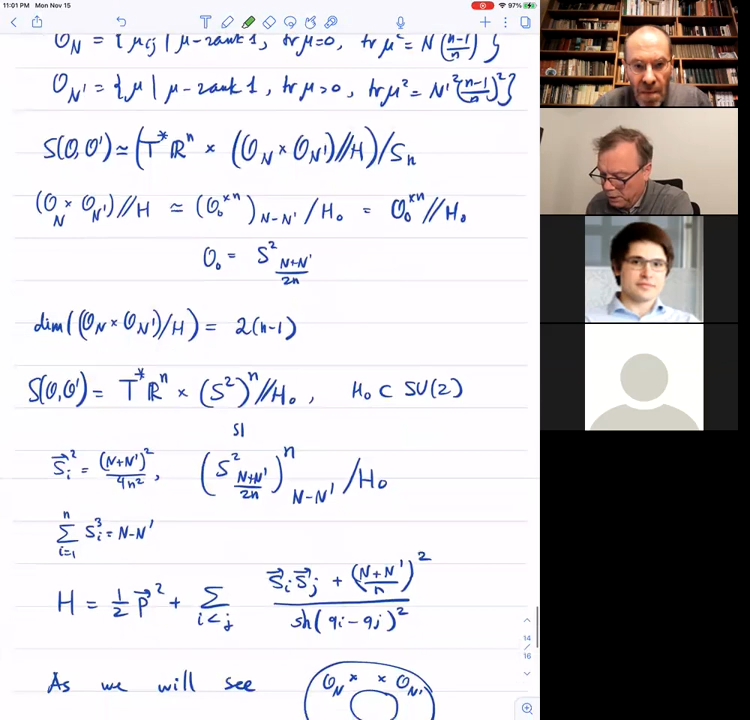 11:01 PM Mon Nov 15
97%
O_N = { μ_ij | μ-rank 1, tr μ=0, tr μ² = N(n-1/n) }
O_N' = { μ | μ-rank 1, tr μ>0, tr μ² = N'²(n-1/n)² }
S(O,O') ≃ (T*ℝⁿ × (O_N × O_N')//H)/S_n
(O_N × O_N')//H ≃ (O_0^{×n})_{N-N'} / H_0 = O_0^{×n}//H_0
O_0 = S²_{N+N'/2n}
dim((O_N × O_N')/H) = 2(n-1)
S(O,O') = T*ℝⁿ × (S²)ⁿ//H_0, H_0 ⊂ SU(2)
S|
S⃗_i² = (N+N')²/4n², (S²_{N+N'/2n})ⁿ_{N-N'} /H_0
∑_{i=1}^n S_i³ = N-N'
H = 1/2 p⃗² + ∑_{i<j} (S⃗_i S⃗_j + (N+N'/n)²) / sh(q_i - q_j)²
As we will see O_N × × O_N'
14
16